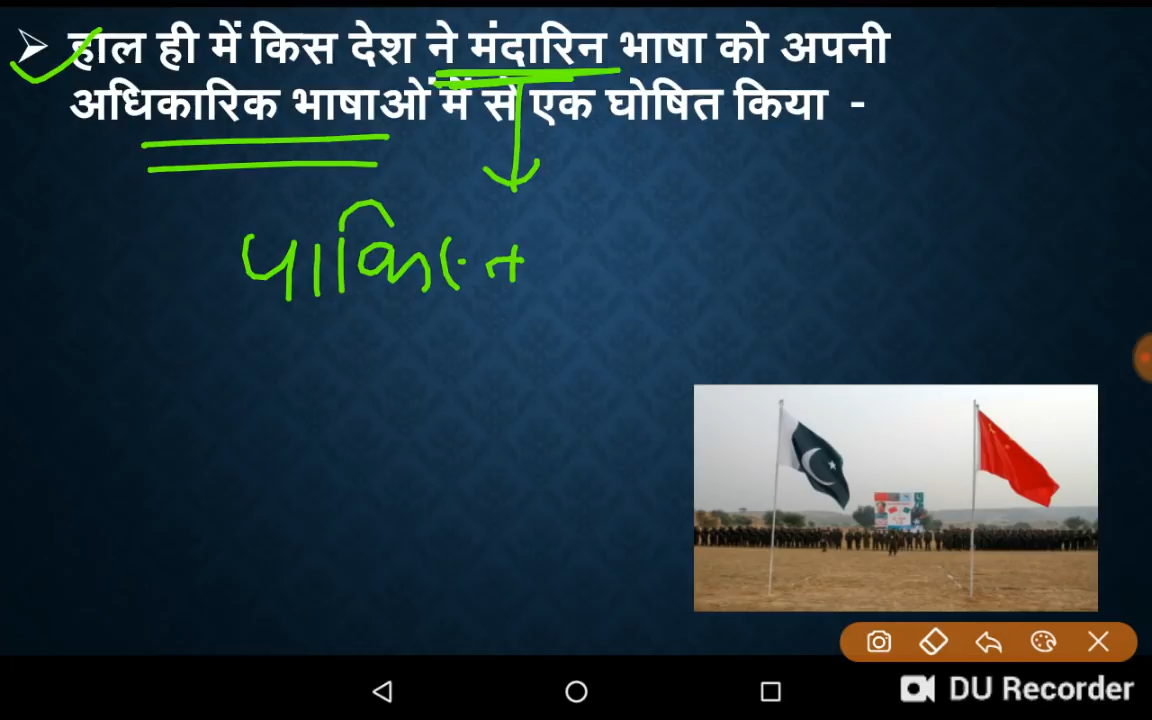 हाल ही में किस देश ने मंदारिन भाषा को अपनी
अधिकारिक भाषाओं में से एक घोषित किया -
DU Recorder